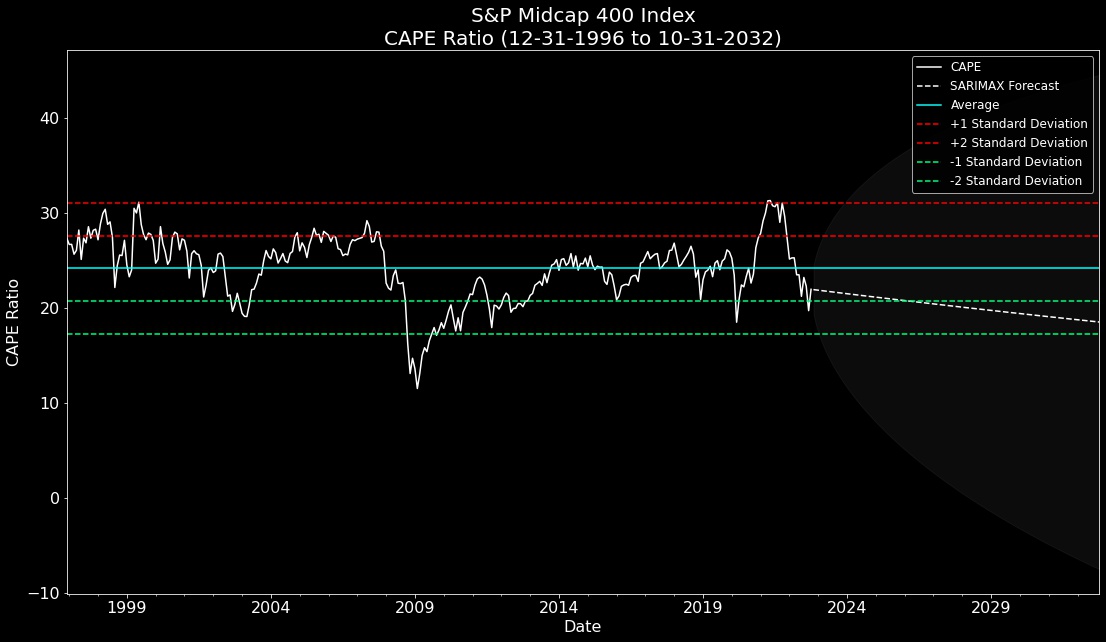 S&P Midcap 400 Index
CAPE Ratio (12-31-1996 to 10-31-2032)
CAPE
SARIMAX Forecast
Average
+1 Standard Deviation
+2 Standard Deviation
-1 Standard Deviation
-2 Standard Deviation
CAPE Ratio
40
30
20
10
0
−10
1999 2004 2009 2014 2019 2024 2029
Date